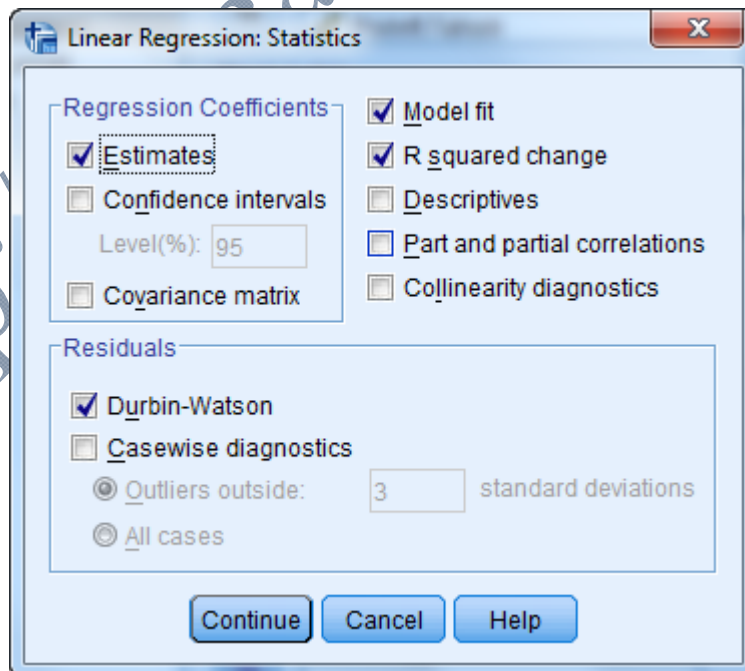 Linear Regression: Statistics
Regression Coefficients
Estimates
Confidence intervals
Level(%): 95
Covariance matrix
Model fit
R squared change
Descriptives
Part and partial correlations
Collinearity diagnostics
Residuals
Durbin-Watson
Casewise diagnostics
Outliers outside: 3 standard deviations
All cases
Continue Cancel Help